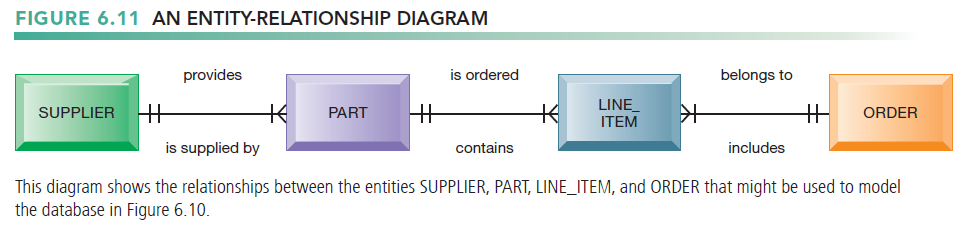 FIGURE 6.11 AN ENTITY-RELATIONSHIP DIAGRAM
provides
is ordered
belongs to
SUPPLIER
PART
LINE_
ITEM
ORDER
is supplied by
contains
includes
This diagram shows the relationships between the entities SUPPLIER, PART, LINE_ITEM, and ORDER that might be used to model
the database in Figure 6.10.